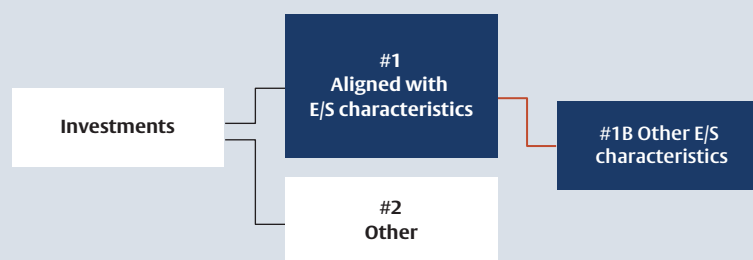 Investments
#1
Aligned with
E/S characteristics
#1B Other E/S
characteristics
#2
Other